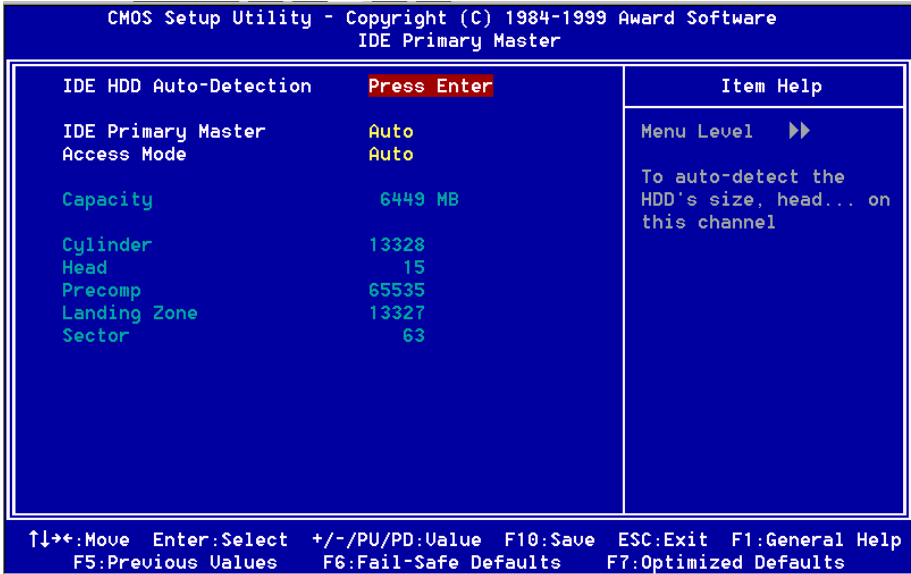 CMOS Setup Utility - Copyright (C) 1984-1999 Award Software
IDE Primary Master
IDE HDD Auto-Detection Press Enter
IDE Primary Master Auto
Access Mode Auto
Capacity 6449 MB
Cylinder 13328
Head 15
Precomp 65535
Landing Zone 13327
Sector 63
Item Help
Menu Level ▶▶
To auto-detect the
HDD's size, head... on
this channel
↑↓→←:Move Enter:Select +/-/PU/PD:Value F10:Save ESC:Exit F1:General Help
F5:Previous Values F6:Fail-Safe Defaults F7:Optimized Defaults